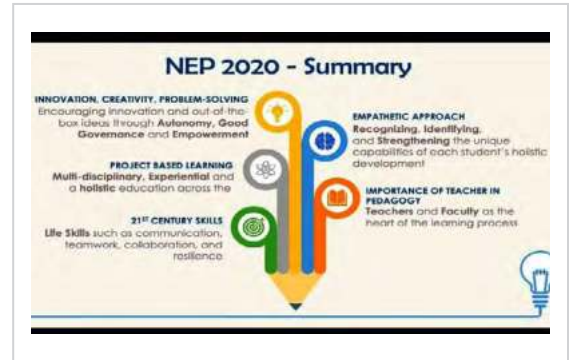 NEP 2020 - Summary
INNOVATION, CREATIVITY, PROBLEM-SOLVING
Encouraging innovation and out-of-the-
box ideas through Autonomy, Good
Governance and Empowerment
PROJECT BASED LEARNING
Multi-disciplinary, Experiential and
a holistic education across the
21ST CENTURY SKILLS
Life Skills such as communication,
teamwork, collaboration, and
resilience
EMPATHETIC APPROACH
Recognizing, Identifying,
and Strengthening the unique
capabilities of each student's holistic
development
IMPORTANCE OF TEACHER IN
PEDAGOGY
Teachers and Faculty as the
heart of the learning process